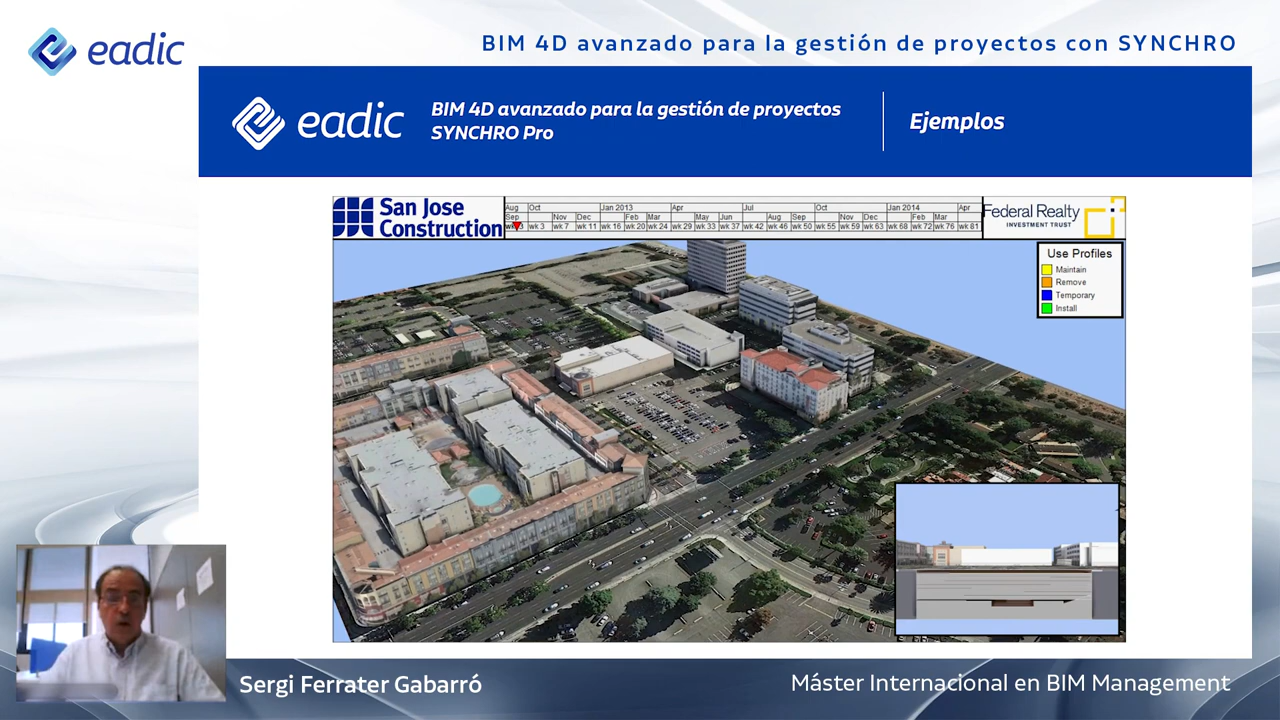 eadic
BIM 4D avanzado para la gestión de proyectos con SYNCHRO
eadic
BIM 4D avanzado para la gestión de proyectos
SYNCHRO Pro
Ejemplos
San Jose
Construction
Aug Oct Jan 2013 Apr Jul Oct Jan 2014 Apr
Sep Nov Dec Feb Mar May Jun Aug Sep Nov Dec Feb Mar
wk 3 wk 7 wk 11 wk 16 wk 20 wk 24 wk 29 wk 33 wk 37 wk 42 wk 46 wk 50 wk 55 wk 59 wk 63 wk 68 wk 72 wk 76 wk 81
Federal Realty
INVESTMENT TRUST
Use Profiles
Maintain
Remove
Temporary
Install
Sergi Ferrater Gabarró
Máster Internacional en BIM Management